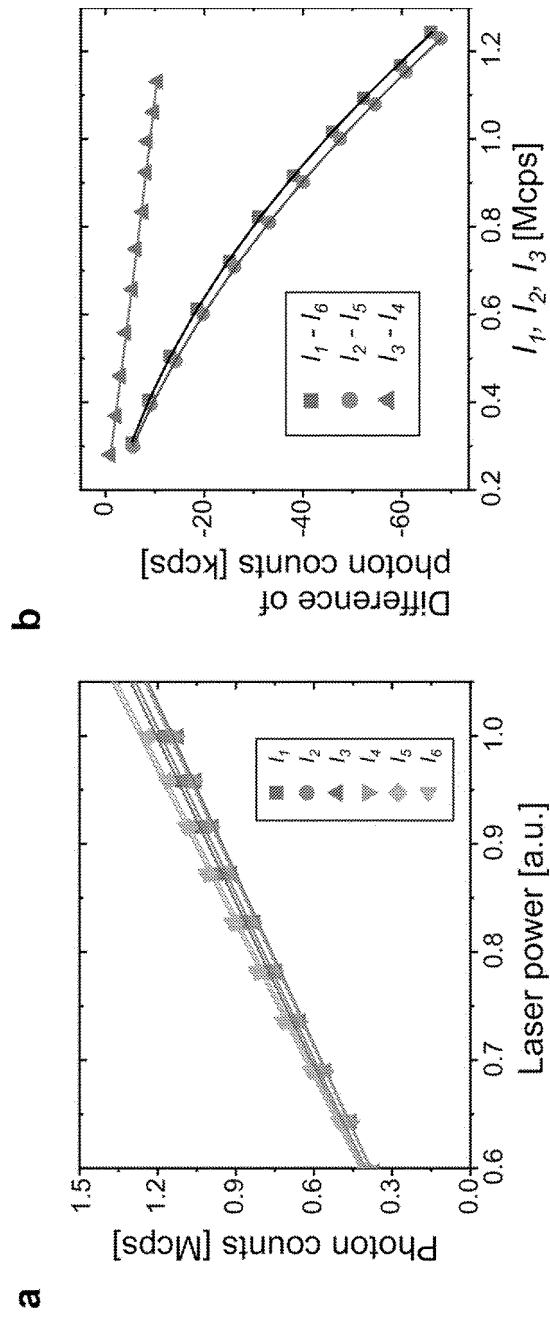 a
Photon counts [Mcps]
1.5
1.2
0.9
0.6
0.3
0.0
I1
I2
I3
I4
I5
I6
0.6 0.7 0.8 0.9 1.0
Laser power [a.u.]
b
Difference of
photon counts [kcps]
0
-20
-40
-60
I1 - I6
I2 - I5
I3 - I4
0.2 0.4 0.6 0.8 1.0 1.2
I1, I2, I3 [Mcps]